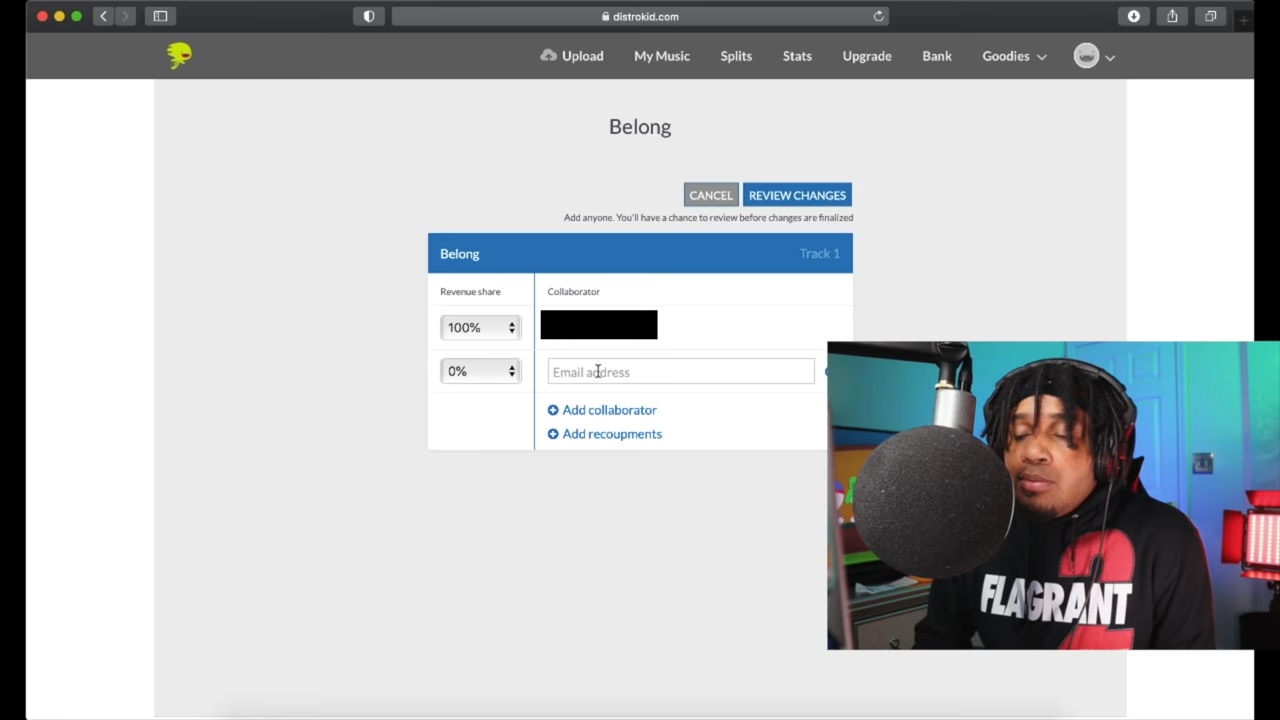 distrokid.com
Upload My Music Splits Stats Upgrade Bank Goodies
Belong
CANCEL REVIEW CHANGES
Add anyone. You'll have a chance to review before changes are finalized
Belong Track 1
Revenue share Collaborator
100%
0% Email address
Add collaborator
Add recoupments
FLAGRANT
2